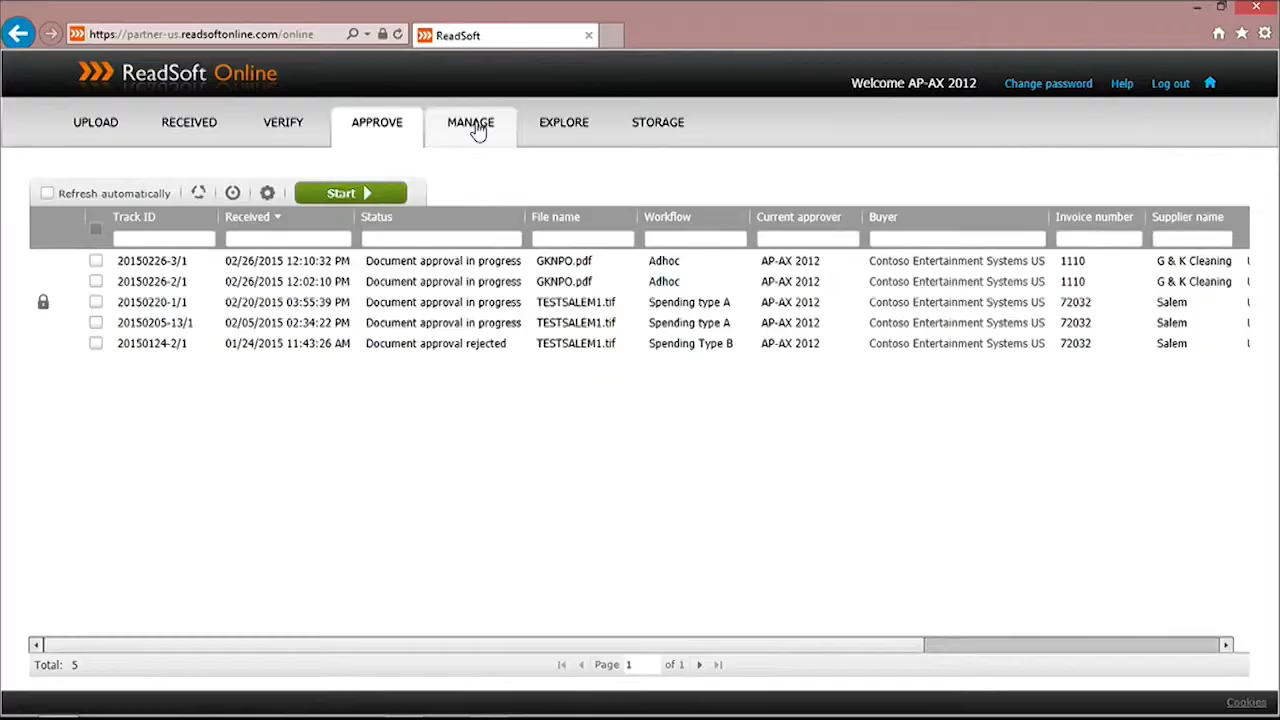 https://partner-us.readsoftonline.com/online
ReadSoft
ReadSoft Online
Welcome AP-AX 2012 Change password Help Log out
UPLOAD RECEIVED VERIFY APPROVE MANAGE EXPLORE STORAGE
Refresh automatically Start
Track ID Received Status File name Workflow Current approver Buyer Invoice number Supplier name
20150226-3/1 02/26/2015 12:10:32 PM Document approval in progress GKNPO.pdf Adhoc AP-AX 2012 Contoso Entertainment Systems US 1110 G & K Cleaning
20150226-2/1 02/26/2015 12:02:10 PM Document approval in progress GKNPO.pdf Adhoc AP-AX 2012 Contoso Entertainment Systems US 1110 G & K Cleaning
20150220-1/1 02/20/2015 03:55:39 PM Document approval in progress TESTSALEM1.tif Spending type A AP-AX 2012 Contoso Entertainment Systems US 72032 Salem
20150205-13/1 02/05/2015 02:34:22 PM Document approval in progress TESTSALEM1.tif Spending type A AP-AX 2012 Contoso Entertainment Systems US 72032 Salem
20150124-2/1 01/24/2015 11:43:26 AM Document approval rejected TESTSALEM1.tif Spending Type B AP-AX 2012 Contoso Entertainment Systems US 72032 Salem
Total: 5 Page 1 of 1
Cookies